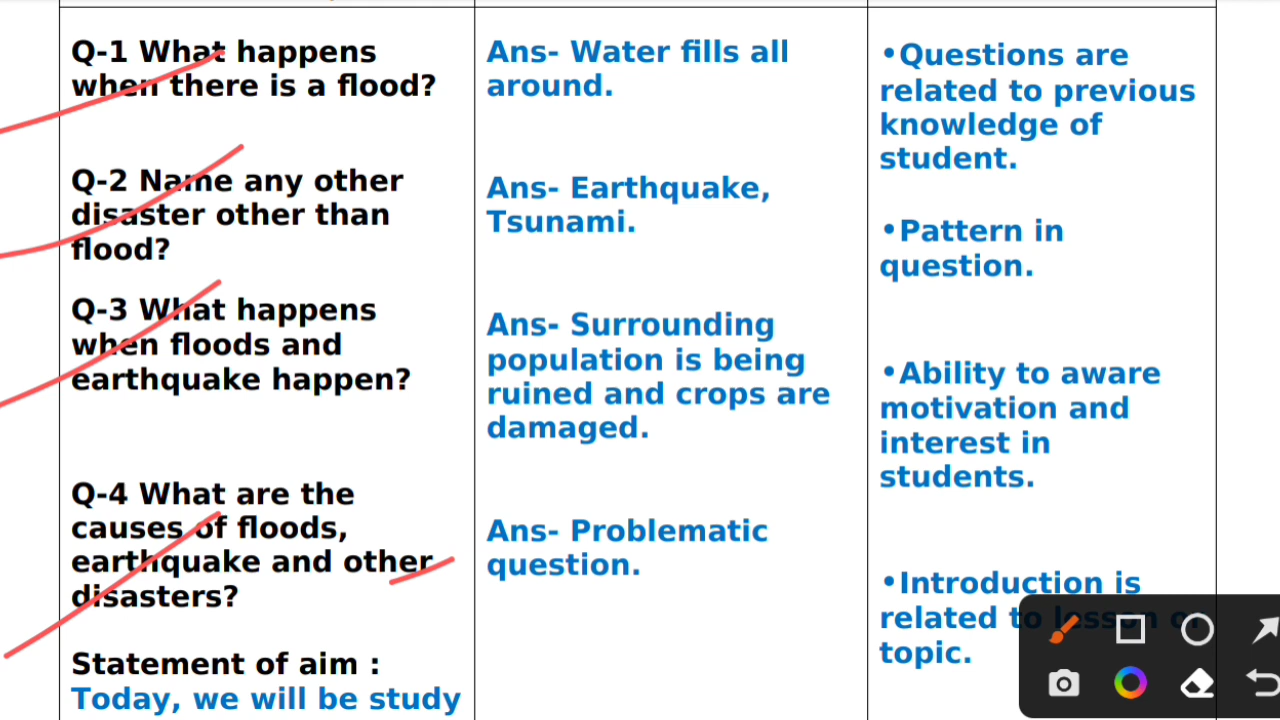 Q-1 What happens
when there is a flood?
Q-2 Name any other
disaster other than
flood?
Q-3 What happens
when floods and
earthquake happen?
Q-4 What are the
causes of floods,
earthquake and other
disasters?
Statement of aim :
Today, we will be study
Ans- Water fills all
around.
Ans- Earthquake,
Tsunami.
Ans- Surrounding
population is being
ruined and crops are
damaged.
Ans- Problematic
question.
•Questions are
related to previous
knowledge of
student.
•Pattern in
question.
•Ability to aware
motivation and
interest in
students.
•Introduction is
related to lesson or
topic.